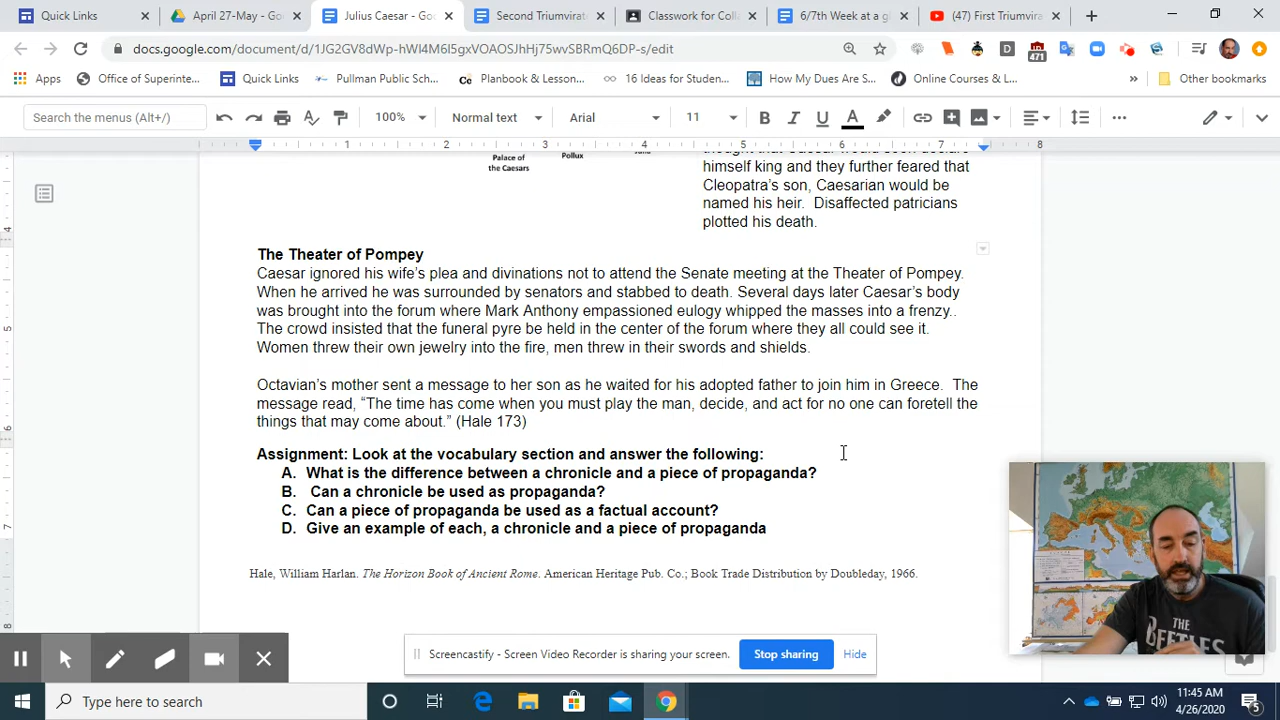 Quick Links
April 27-May - Goo
Julius Caesar - Goo
Second Triumvirat
Classwork for Coll
6/7th Week at a gl
(47) First Triumvira
docs.google.com/document/d/1JG2GV8dWp-hWI4M6I5gxVOAOSJhHj75wvSBRmQ6DP-s/edit
471
Apps
Office of Superinte...
Quick Links
Pullman Public Sch...
Planbook & Lesson...
16 Ideas for Studen...
How My Dues Are S...
Online Courses & L...
Other bookmarks
Search the menus (Alt+/)
100%
Normal text
Arial
11
1 2 3 4 5 6 7 8
Palace of
the Caesars
Pollux
himself king and they further feared that
Cleopatra's son, Caesarian would be
named his heir. Disaffected patricians
plotted his death.
The Theater of Pompey
Caesar ignored his wife's plea and divinations not to attend the Senate meeting at the Theater of Pompey.
When he arrived he was surrounded by senators and stabbed to death. Several days later Caesar's body
was brought into the forum where Mark Anthony empassioned eulogy whipped the masses into a frenzy..
The crowd insisted that the funeral pyre be held in the center of the forum where they all could see it.
Women threw their own jewelry into the fire, men threw in their swords and shields.
Octavian's mother sent a message to her son as he waited for his adopted father to join him in Greece. The
message read, "The time has come when you must play the man, decide, and act for no one can foretell the
things that may come about." (Hale 173)
Assignment: Look at the vocabulary section and answer the following:
A. What is the difference between a chronicle and a piece of propaganda?
B. Can a chronicle be used as propaganda?
C. Can a piece of propaganda be used as a factual account?
D. Give an example of each, a chronicle and a piece of propaganda
Hale, William Harlan. The Horizon Book of Ancient Rome. American Heritage Pub. Co.; Book Trade Distribution by Doubleday, 1966.
THE
BEETLES
Screencastify - Screen Video Recorder is sharing your screen.
Stop sharing
Hide
Type here to search
11:45 AM
4/26/2020
5